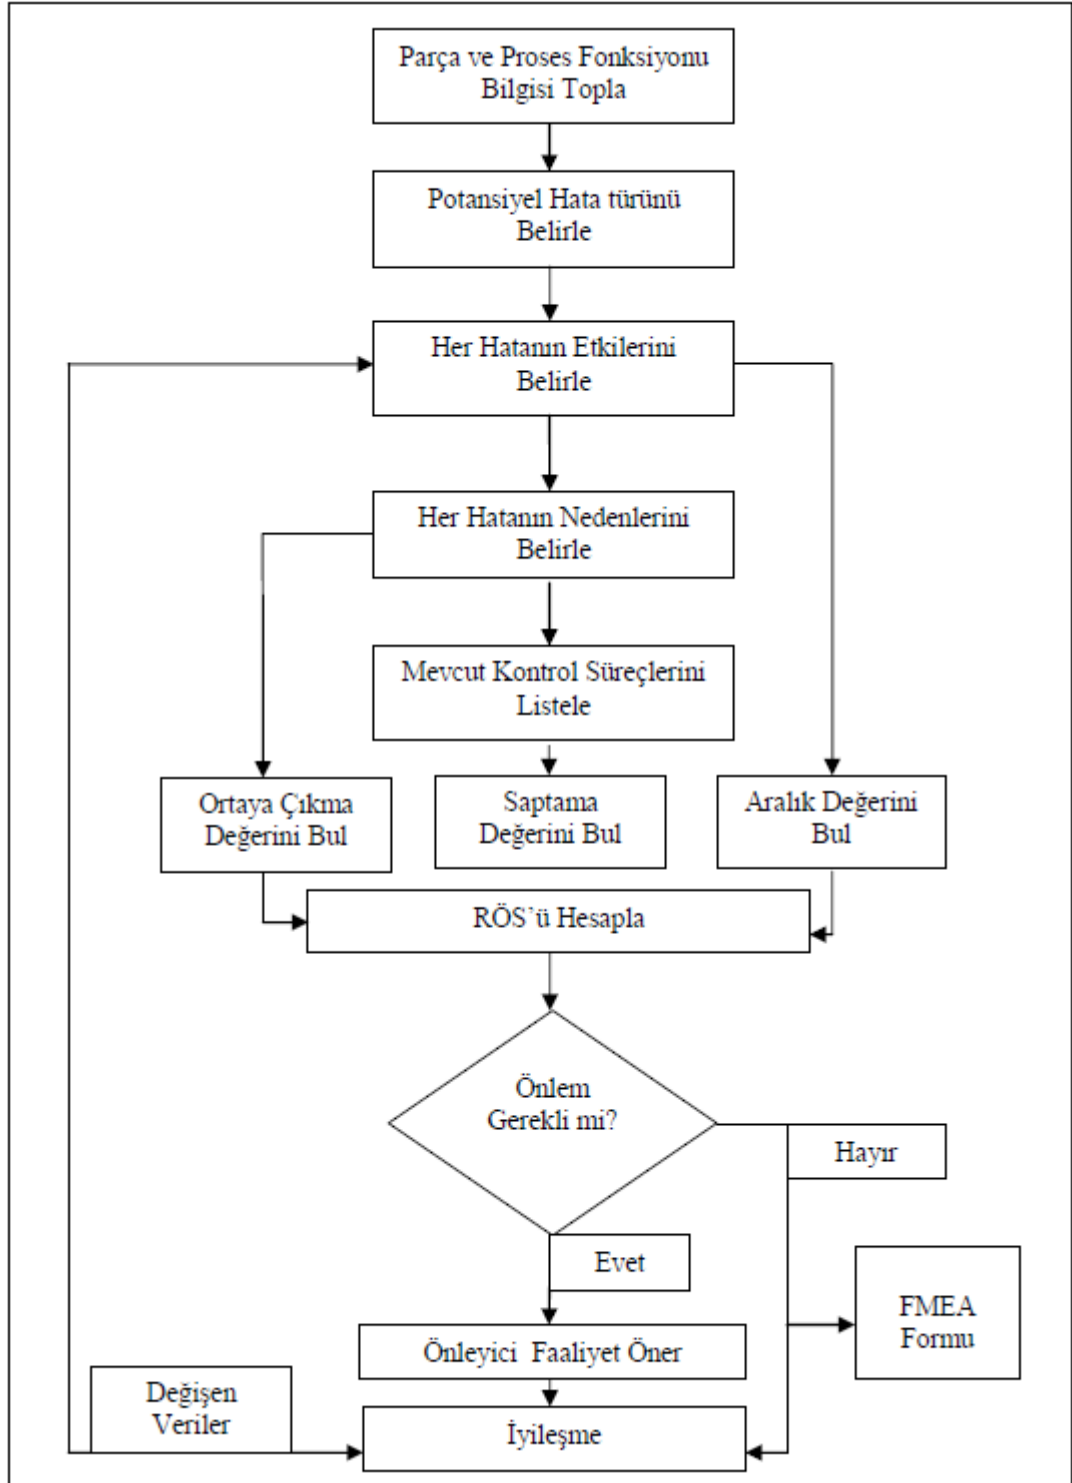 Parça ve Proses Fonksiyonu
Bilgisi Topla
Potansiyel Hata türünü
Belirle
Her Hatanın Etkilerini
Belirle
Her Hatanın Nedenlerini
Belirle
Mevcut Kontrol Süreçlerini
Listele
Ortaya Çıkma
Değerini Bul
Saptama
Değerini Bul
Aralık Değerini
Bul
RÖS’ü Hesapla
Önlem
Gerekli mi?
Hayır
Evet
FMEA
Formu
Önleyici Faaliyet Öner
Değişen
Veriler
İyileşme